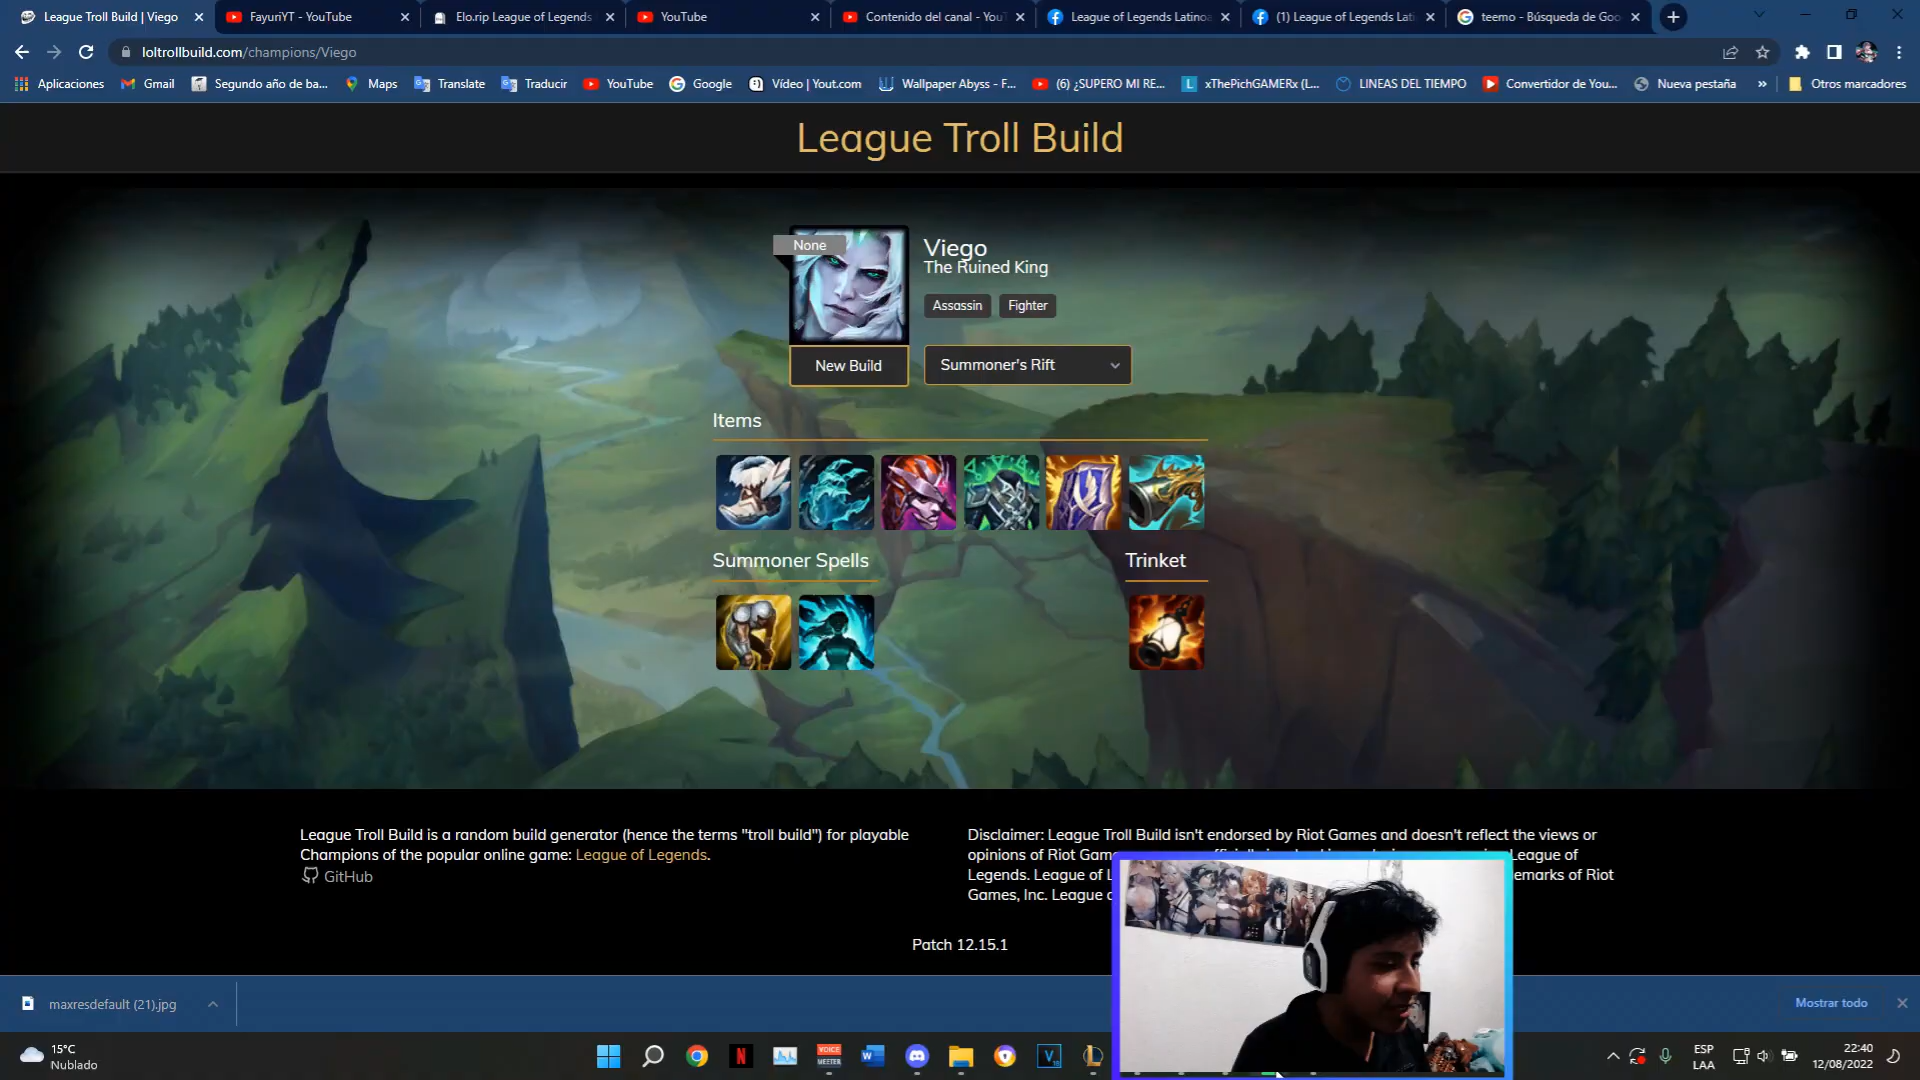 League Troll Build | Viego
FayuriYT - YouTube
Elo.rip League of Legends
YouTube
Contenido del canal - You
League of Legends Latinoa
(1) League of Legends Lati
teemo - Búsqueda de Goo
loltrollbuild.com/champions/Viego
Aplicaciones
Gmail
Segundo año de ba...
Maps
Translate
Traducir
YouTube
Google
Vídeo | Yout.com
Wallpaper Abyss - F...
(6) ¿SUPERO MI RE...
xThePichGAMERx (L...
LINEAS DEL TIEMPO
Convertidor de You...
Nueva pestaña
»
Otros marcadores
League Troll Build
None
Viego
The Ruined King
Assassin
Fighter
New Build
Summoner's Rift
Items
Summoner Spells
Trinket
League Troll Build is a random build generator (hence the terms "troll build") for playable
Champions of the popular online game: League of Legends.
GitHub
Disclaimer: League Troll Build isn't endorsed by Riot Games and doesn't reflect the views or
opinions of Riot Gam
League of
Legends. League of L
emarks of Riot
Games, Inc. League
Patch 12.15.1
maxresdefault (21).jpg
Mostrar todo
15°C
Nublado
VOICE
MEETER
ESP
LAA
22:40
12/08/2022